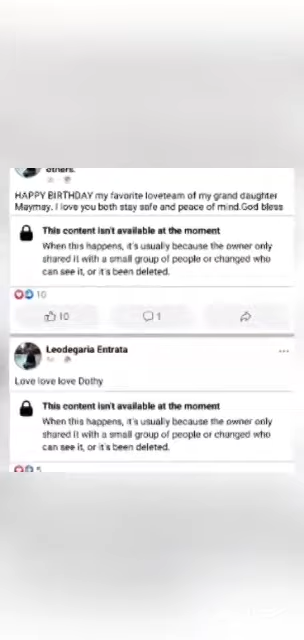 others.
HAPPY BIRTHDAY my favorite loveteam of my grand daughter
Maymay. I love you both stay safe and peace of mind.God bless
This content isn't available at the moment
When this happens, it's usually because the owner only
shared it with a small group of people or changed who
can see it, or it's been deleted.
10
10 1
Leodegaria Entrata
Love love love Dothy
This content isn't available at the moment
When this happens, it's usually because the owner only
shared it with a small group of people or changed who
can see it, or it's been deleted.
5